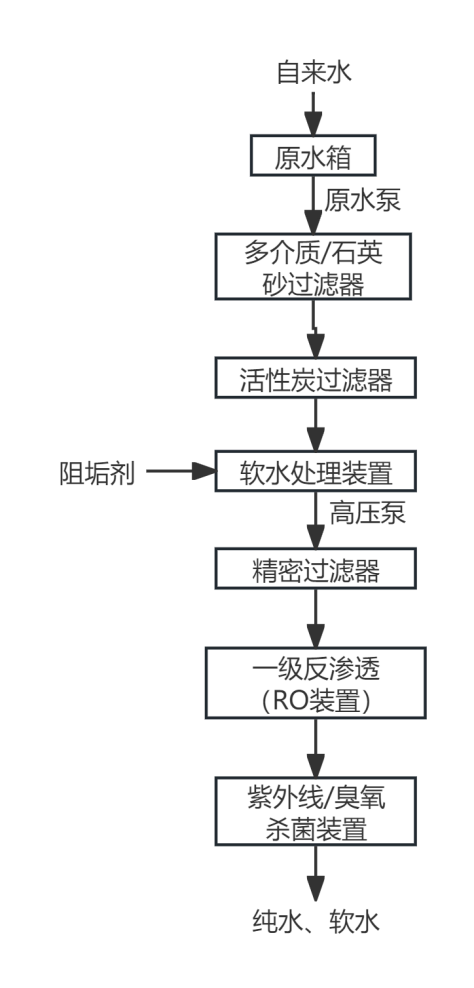 自来水
原水箱
原水泵
多介质/石英
砂过滤器
活性炭过滤器
阻垢剂
软水处理装置
高压泵
精密过滤器
一级反渗透
（RO装置）
紫外线/臭氧
杀菌装置
纯水、软水